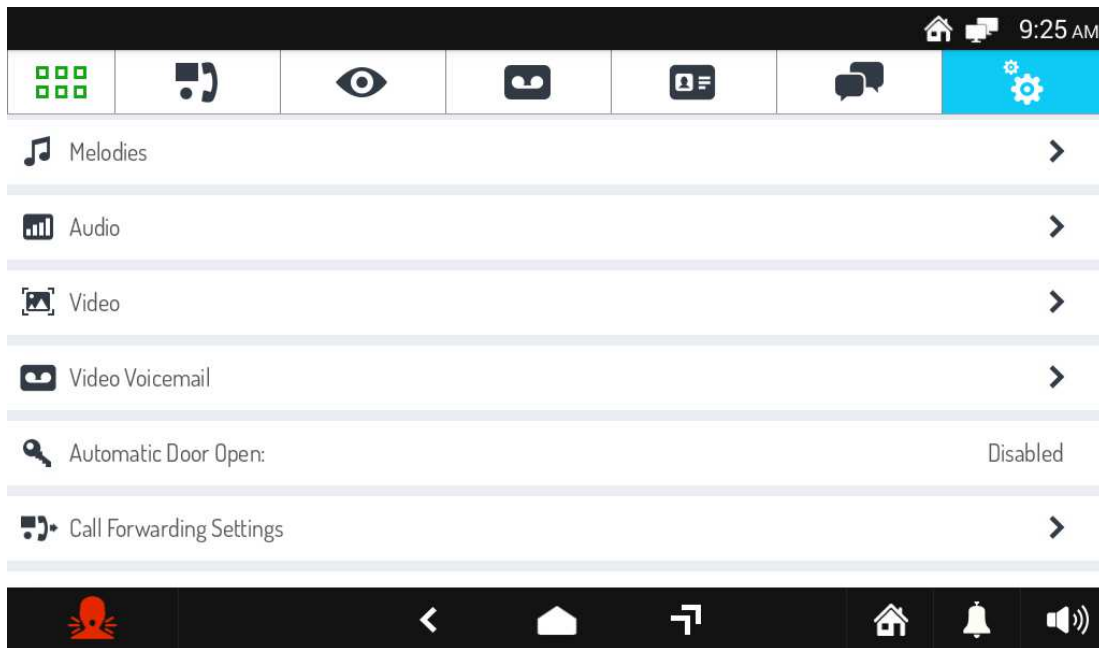 9:25 AM
Melodies
Audio
Video
Video Voicemail
Automatic Door Open:
Disabled
Call Forwarding Settings